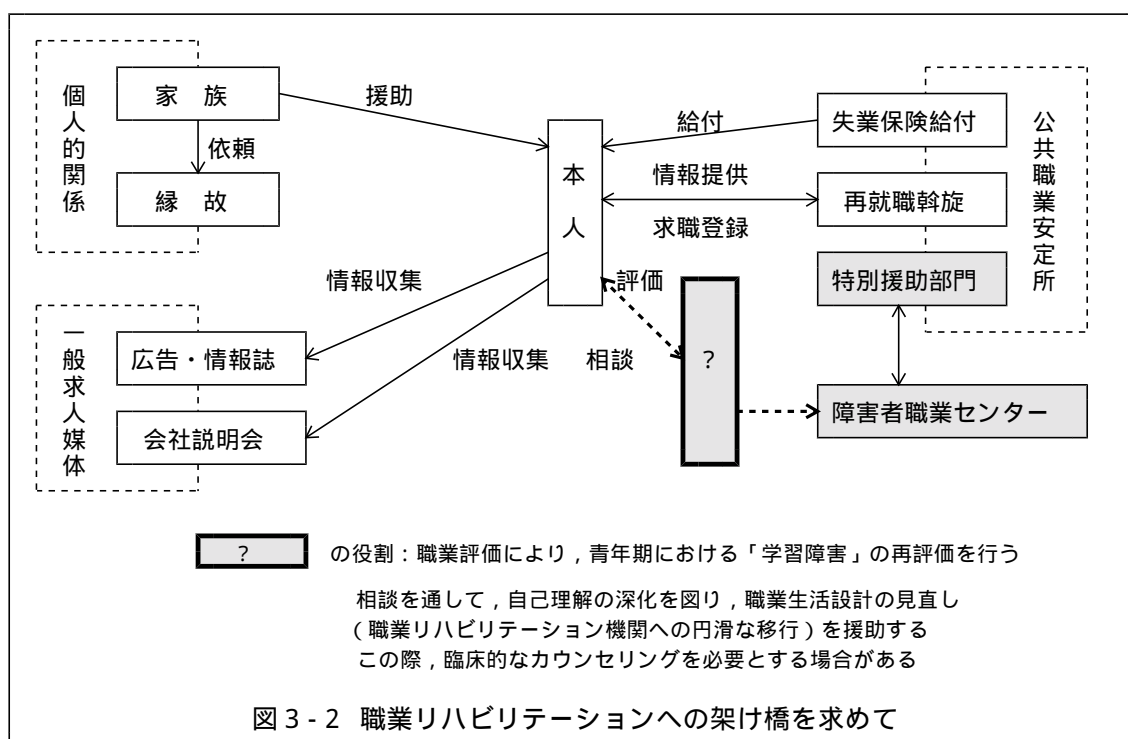 個人的関係
家 族
援助
依頼
縁 故
本人
給付
失業保険給付
情報提供
再就職斡旋
求職登録
特別援助部門
公共職業安定所
一般求人媒体
情報収集
広告・情報誌
情報収集
会社説明会
評価
相談
?
障害者職業センター
? の役割：職業評価により，青年期における「学習障害」の再評価を行う
相談を通して，自己理解の深化を図り，職業生活設計の見直し
（職業リハビリテーション機関への円滑な移行）を援助する
この際，臨床的なカウンセリングを必要とする場合がある
図３-２ 職業リハビリテーションへの架け橋を求めて